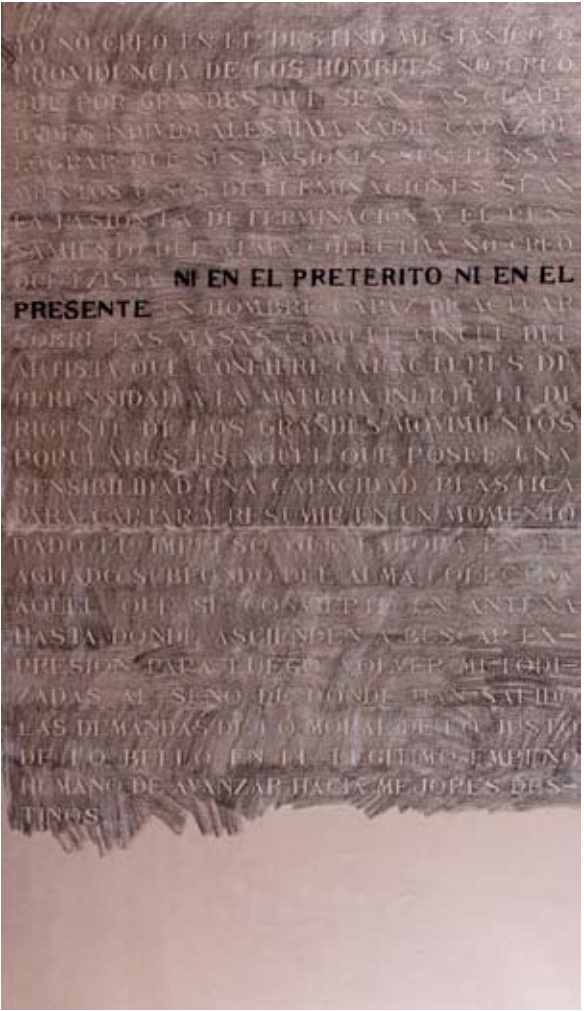 YO NO CREO EN EL DESTINO MESIANICO O
PROVIDENCIA DE LOS HOMBRES NO CREO
QUE POR GRANDES QUE SEAN LAS CUALI-
DADES INDIVIDUALES HAYA NADIE CAPAZ DE
LOGRAR QUE SUS PASIONES SUS PENSA-
MIENTOS O SUS DETERMINACIONES SEAN
LA PASION LA DETERMINACION Y EL PEN-
SAMIENTO DEL ALMA COLECTIVA NO CREO
QUE EXISTA NI EN EL PRETERITO NI EN EL
PRESENTE UN HOMBRE CAPAZ DE ACTUAR
SOBRE LAS MASAS COMO EL CINCEL DEL
ARTISTA QUE CONFIERE CARACTERES DE
PERENNIDAD A LA MATERIA INERTE EL DI-
RIGENTE DE LOS GRANDES MOVIMIENTOS
POPULARES ES AQUEL QUE POSEE UNA
SENSIBILIDAD UNA CAPACIDAD PLASTICA
PARA CAPTAR Y RESUMIR EN UN MOMENTO
DADO EL IMPULSO QUE LABORA EN EL
AGITADO SUBFONDO DEL ALMA COLECTIVA
AQUEL QUE SE CONVIERTE EN ANTENA
HASTA DONDE ASCIENDEN A BUSCAR EX-
PRESION PARA LUEGO VOLVER METODI-
ZADAS AL SENO DE DONDE HAN SALIDO
LAS DEMANDAS DE LO MORAL DE LO JUSTO
DE LO BELLO EN EL LEGITIMO EMPEÑO
HUMANO DE AVANZAR HACIA MEJORES DES-
TINOS